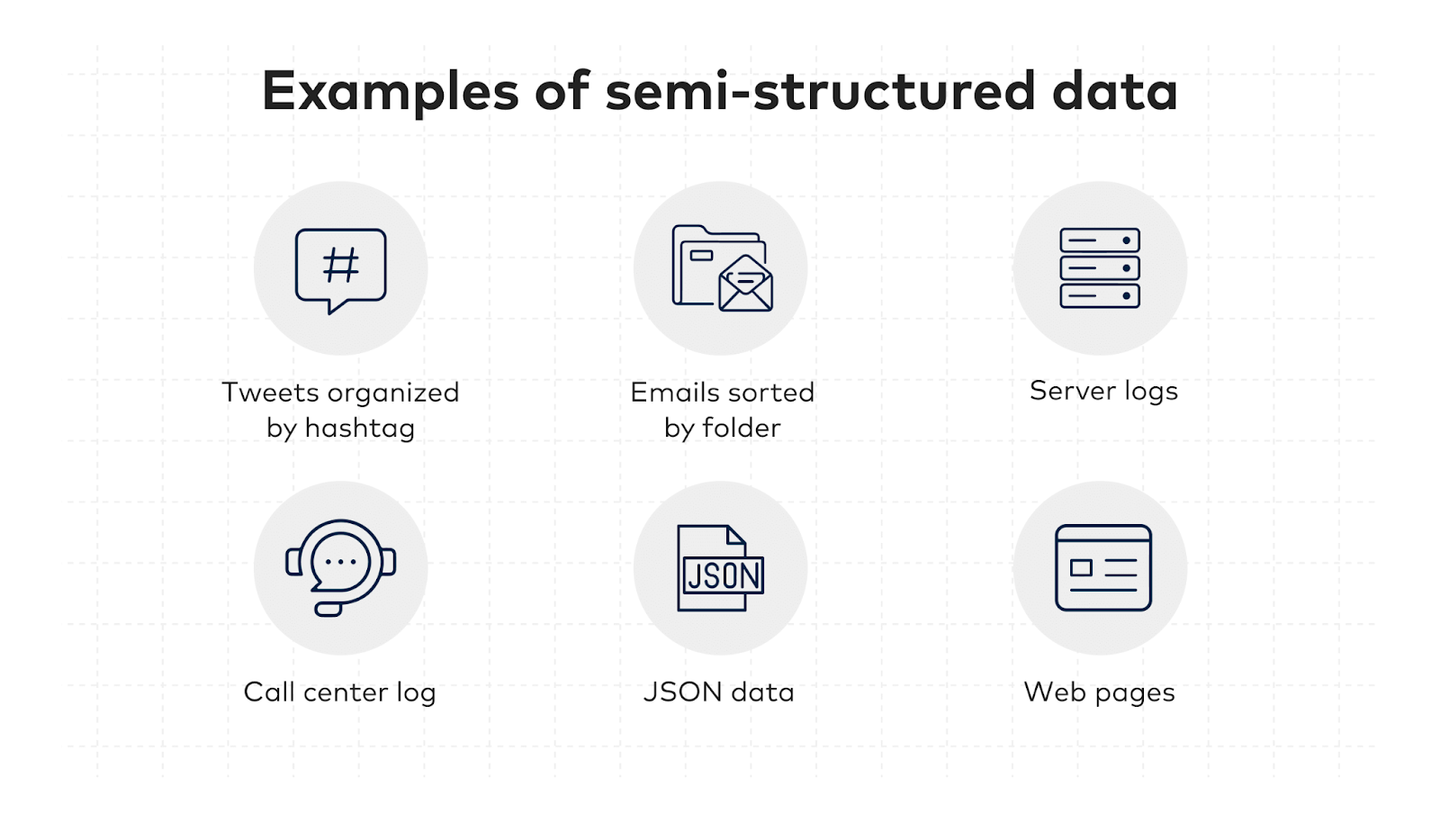 Examples of semi-structured data
#
Tweets organized
by hashtag
Emails sorted
by folder
Server logs
Call center log
JSON
JSON data
Web pages